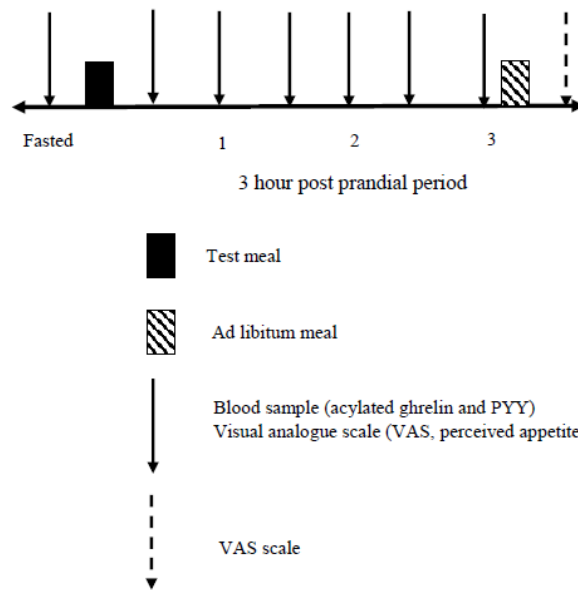 Fasted 1 2 3
3 hour post prandial period
Test meal
Ad libitum meal
Blood sample (acylated ghrelin and PYY)
Visual analogue scale (VAS, perceived appetite
VAS scale